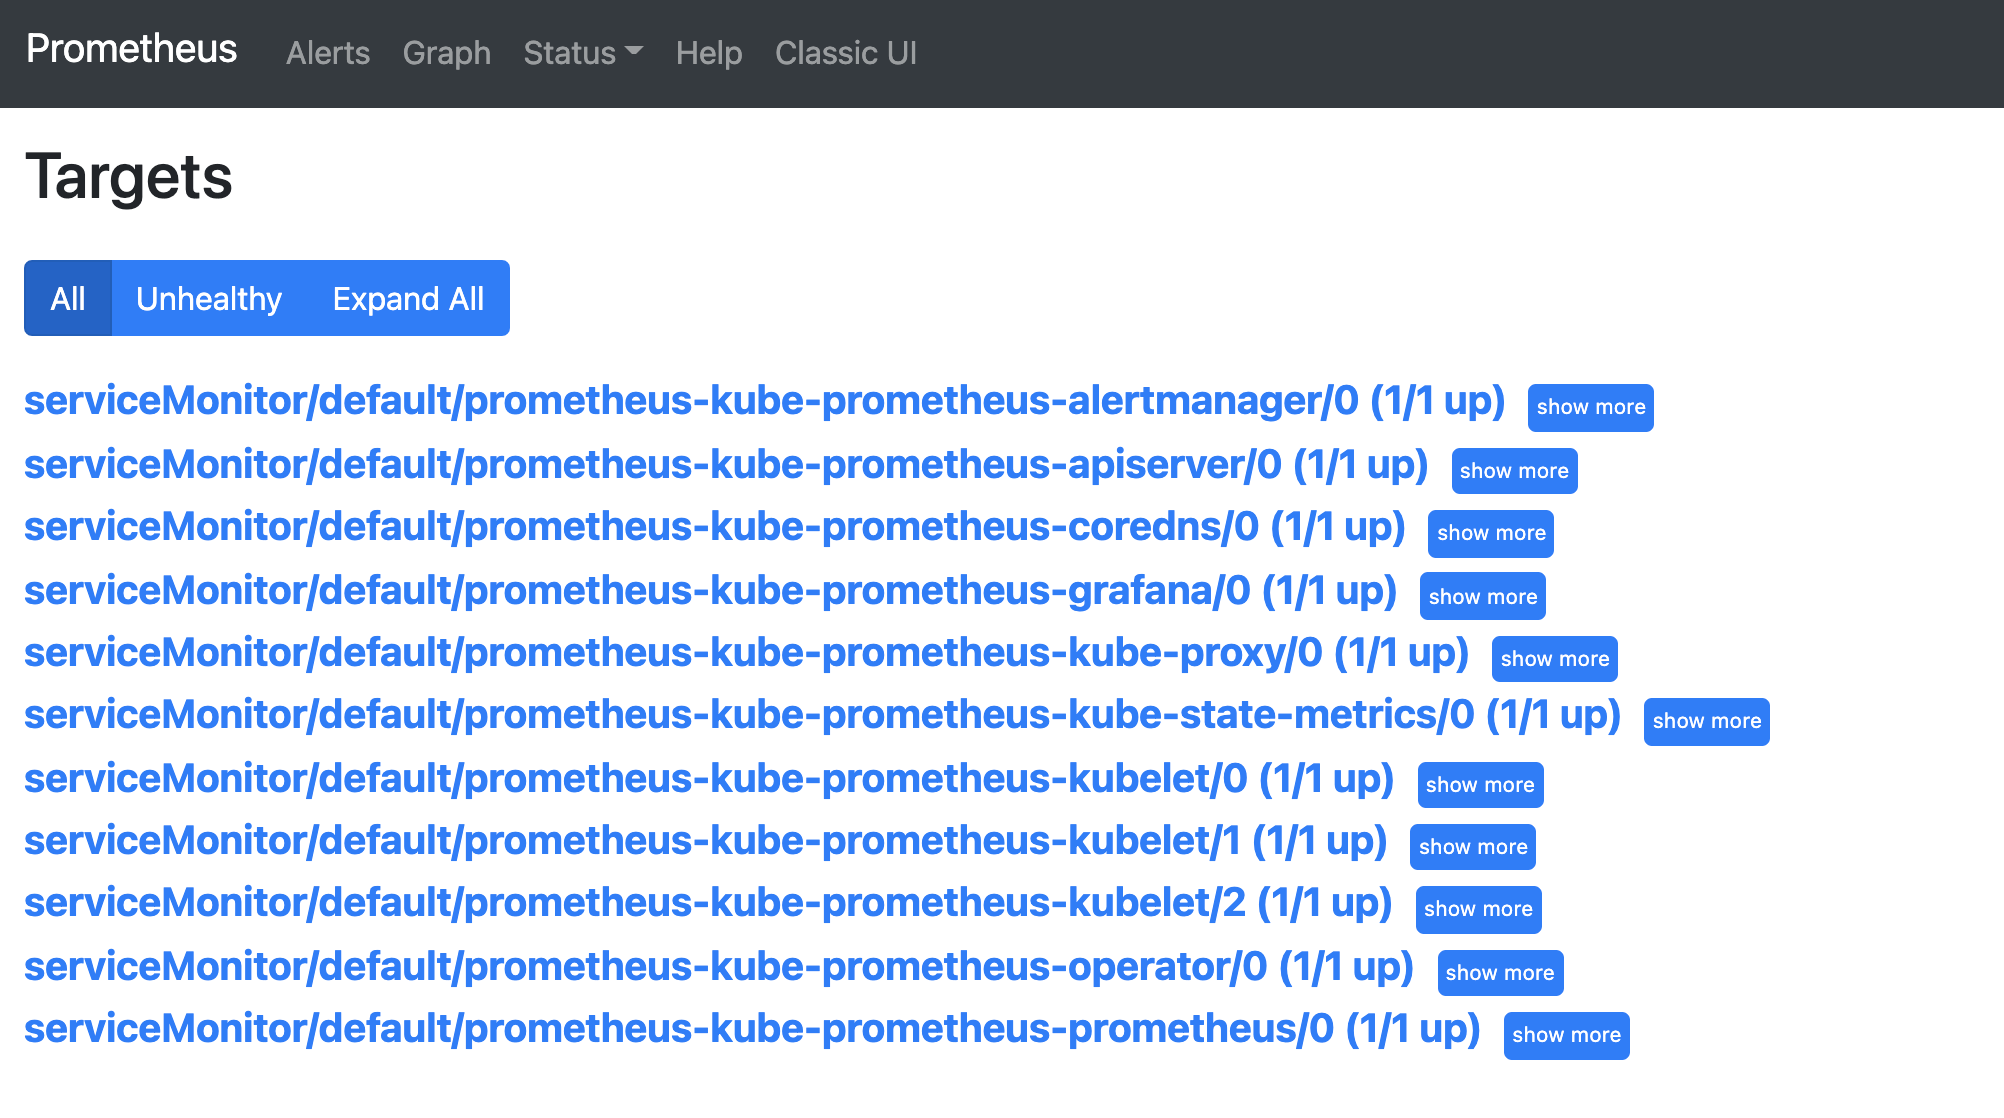 Prometheus Alerts Graph Status Help Classic UI
Targets
All Unhealthy Expand All
serviceMonitor/default/prometheus-kube-prometheus-alertmanager/0 (1/1 up) show more
serviceMonitor/default/prometheus-kube-prometheus-apiserver/0 (1/1 up) show more
serviceMonitor/default/prometheus-kube-prometheus-coredns/0 (1/1 up) show more
serviceMonitor/default/prometheus-kube-prometheus-grafana/0 (1/1 up) show more
serviceMonitor/default/prometheus-kube-prometheus-kube-proxy/0 (1/1 up) show more
serviceMonitor/default/prometheus-kube-prometheus-kube-state-metrics/0 (1/1 up) show more
serviceMonitor/default/prometheus-kube-prometheus-kubelet/0 (1/1 up) show more
serviceMonitor/default/prometheus-kube-prometheus-kubelet/1 (1/1 up) show more
serviceMonitor/default/prometheus-kube-prometheus-kubelet/2 (1/1 up) show more
serviceMonitor/default/prometheus-kube-prometheus-operator/0 (1/1 up) show more
serviceMonitor/default/prometheus-kube-prometheus-prometheus/0 (1/1 up) show more